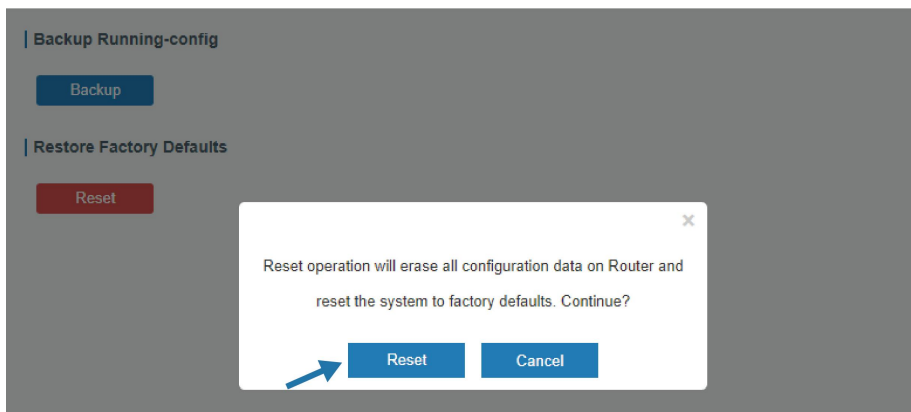 Backup Running-config
Backup
Restore Factory Defaults
Reset
×
Reset operation will erase all configuration data on Router and
reset the system to factory defaults. Continue?
Reset Cancel